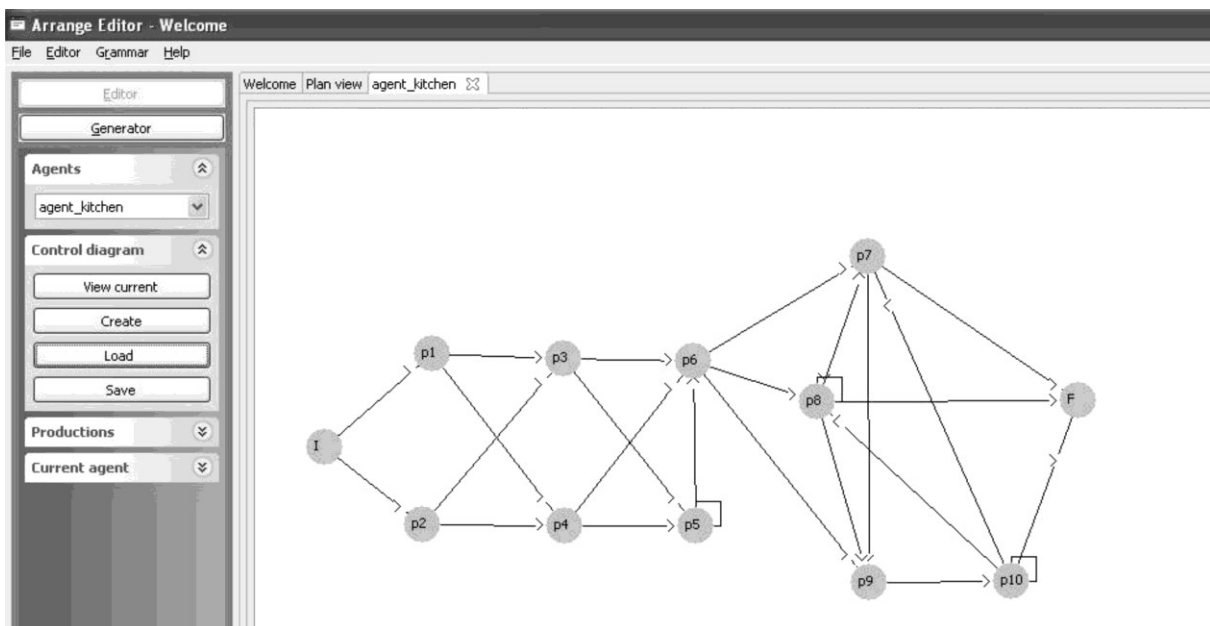 Arrange Editor - Welcome
File Editor Grammar Help
Editor
Generator
Agents
agent_kitchen
Control diagram
View current
Create
Load
Save
Productions
Current agent
Welcome Plan view agent_kitchen
p7
p1
p3
p6
p8
F
I
p2
p4
p5
p9
p10